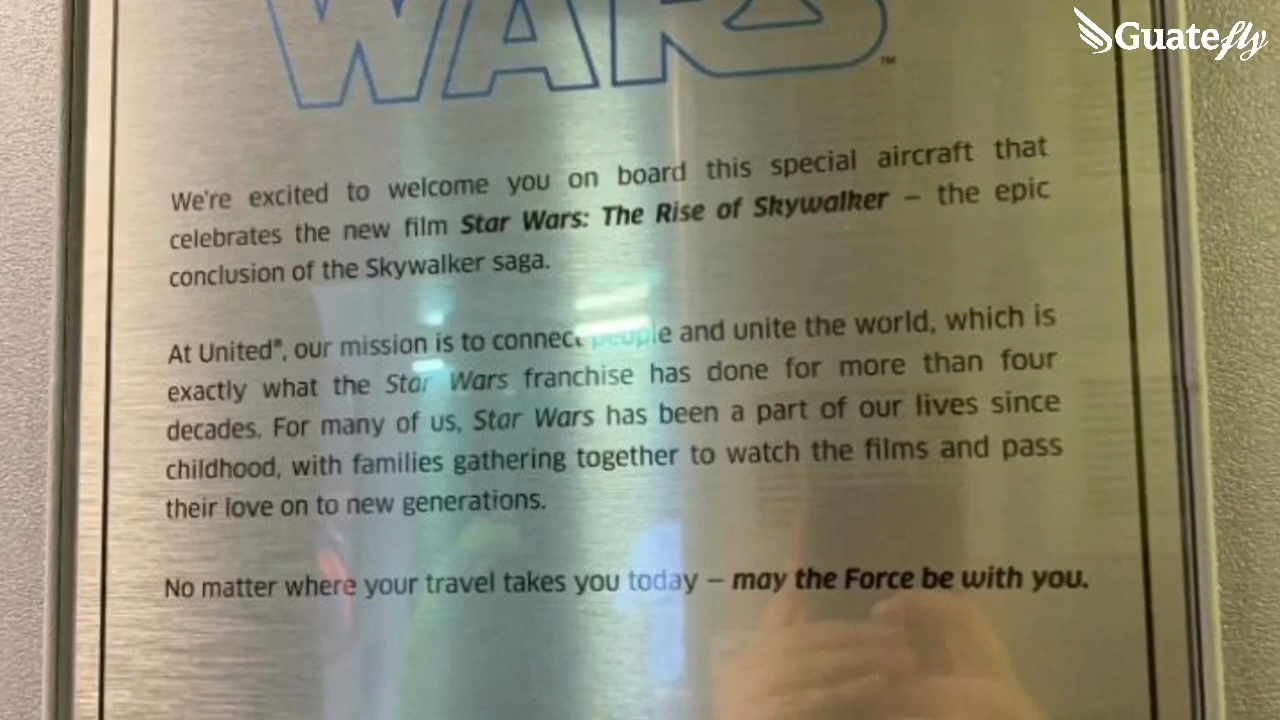 WARS™
Guatefly
We're excited to welcome you on board this special aircraft that
celebrates the new film Star Wars: The Rise of Skywalker – the epic
conclusion of the Skywalker saga.
At United®, our mission is to connect people and unite the world, which is
exactly what the Star Wars franchise has done for more than four
decades. For many of us, Star Wars has been a part of our lives since
childhood, with families gathering together to watch the films and pass
their love on to new generations.
No matter where your travel takes you today – may the Force be with you.